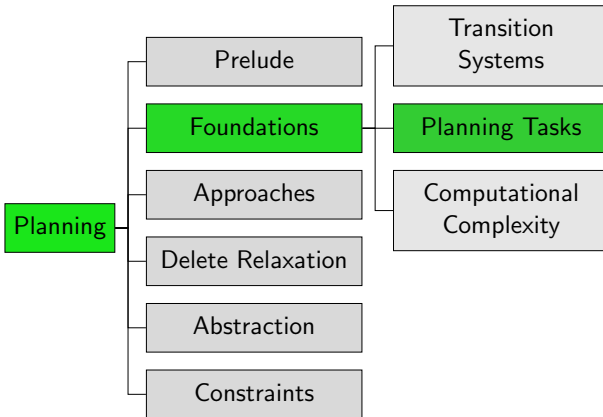 Planning
Prelude
Foundations
Approaches
Delete Relaxation
Abstraction
Constraints
Transition
Systems
Planning Tasks
Computational
Complexity